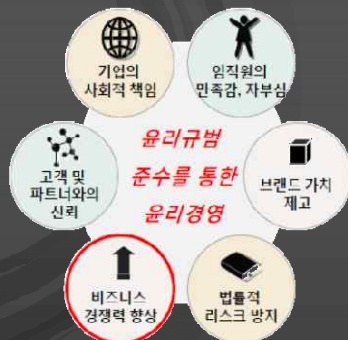 기업의
사회적 책임
임직원의
민족감, 자부심
고객 및
파트너와의
신뢰
윤리규범
준수를 통한
윤리경영
브랜드 가치
제고
비즈니스
경쟁력 향상
법률적
리스크 방지